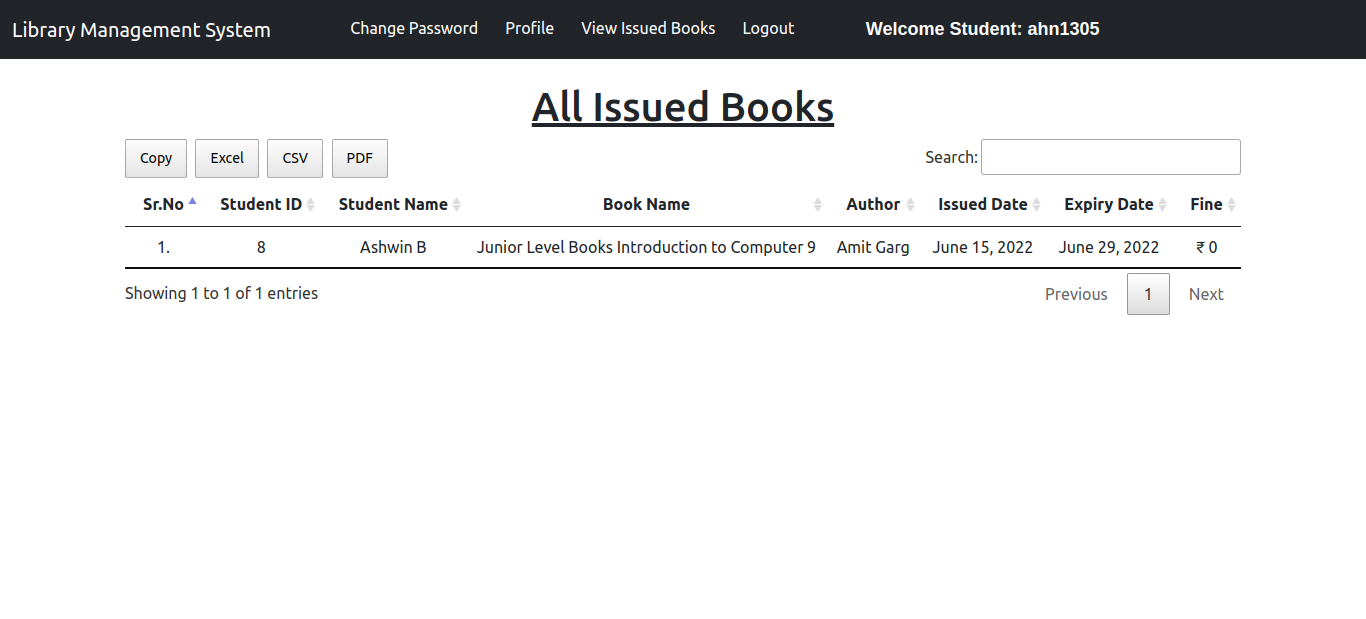 Library Management System Change Password Profile View Issued Books Logout Welcome Student: ahn1305
All Issued Books
Copy Excel CSV PDF Search:
Sr.No Student ID Student Name Book Name Author Issued Date Expiry Date Fine
1. 8 Ashwin B Junior Level Books Introduction to Computer 9 Amit Garg June 15, 2022 June 29, 2022 ₹ 0
Showing 1 to 1 of 1 entries Previous 1 Next